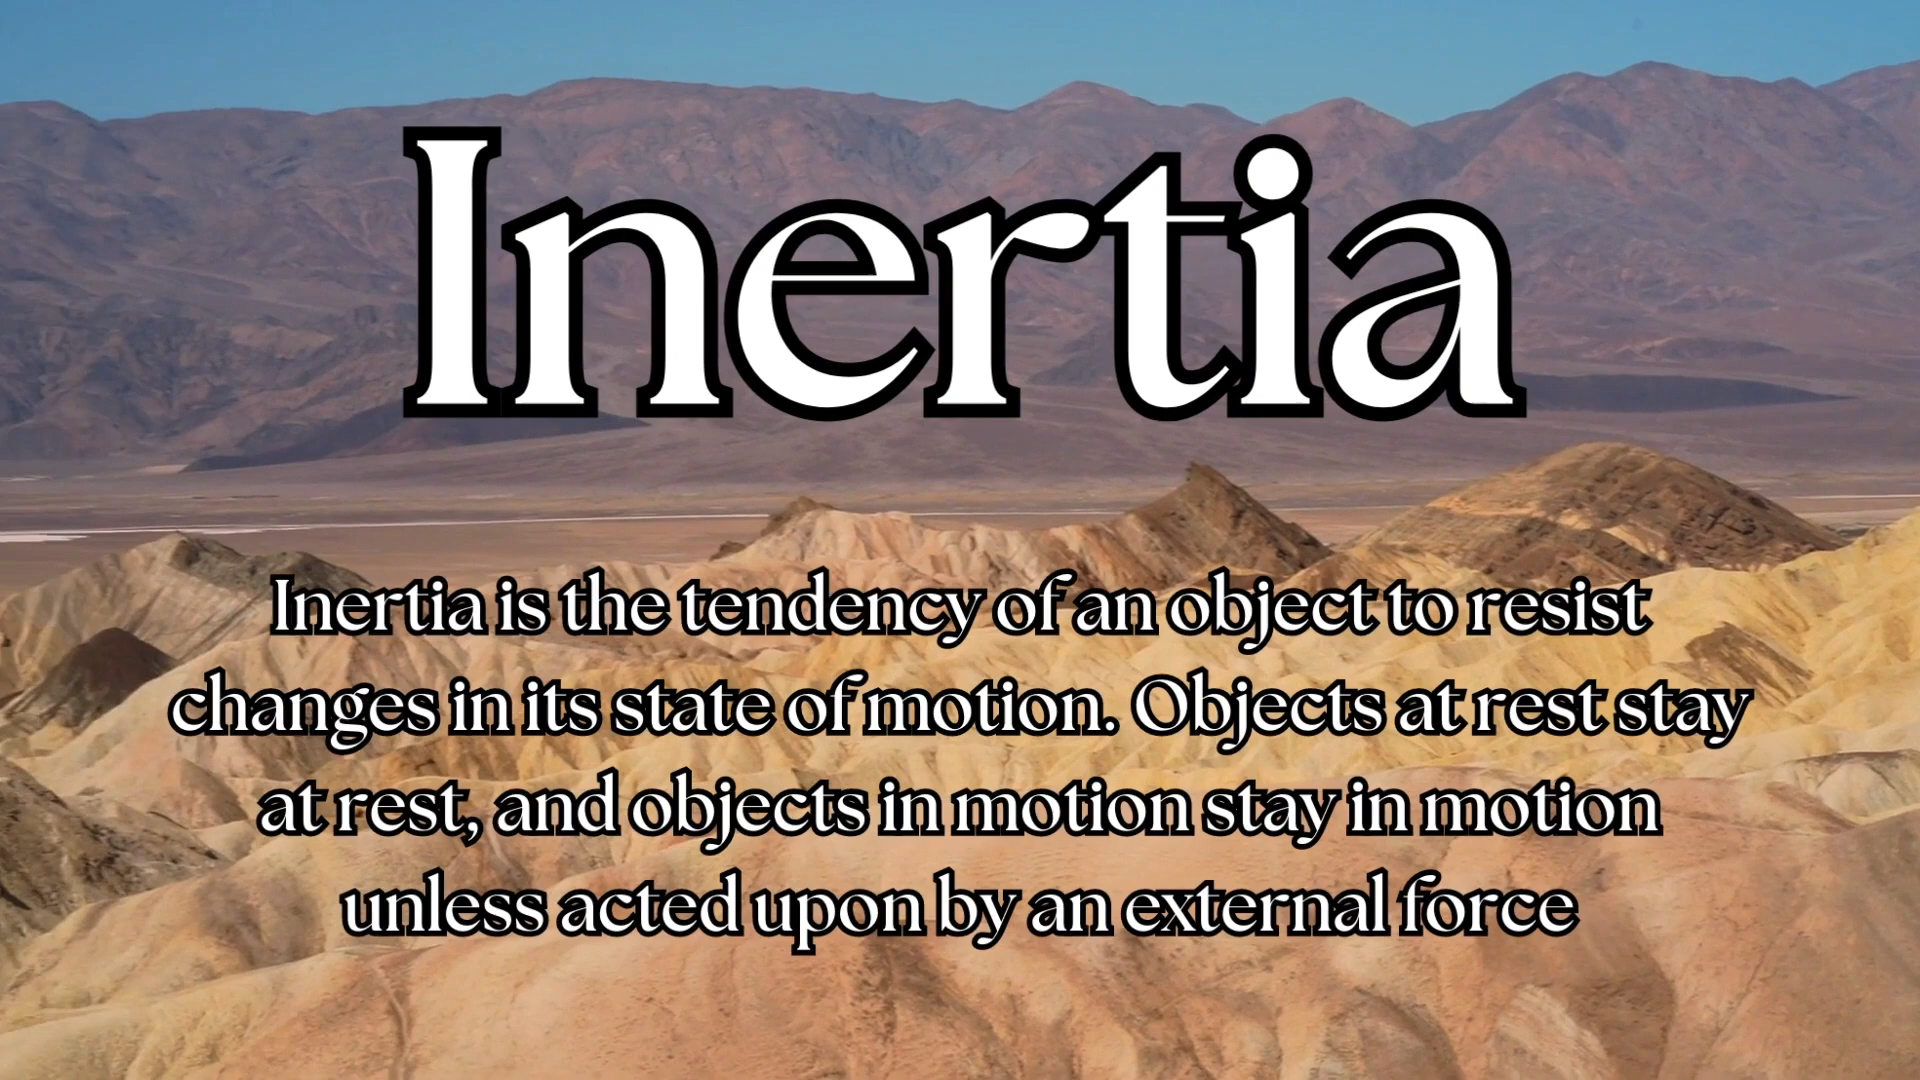 Inertia
Inertia is the tendency of an object to resist
changes in its state of motion. Objects at rest stay
at rest, and objects in motion stay in motion
unless acted upon by an external force